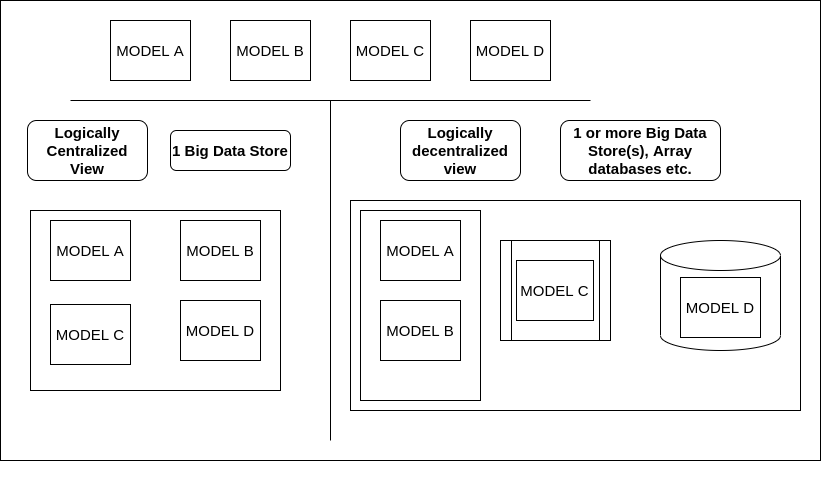 MODEL A
MODEL B
MODEL C
MODEL D
Logically
Centralized
View
1 Big Data Store
Logically
decentralized
view
1 or more Big Data
Store(s), Array
databases etc.
MODEL A
MODEL B
MODEL C
MODEL D
MODEL A
MODEL B
MODEL C
MODEL D